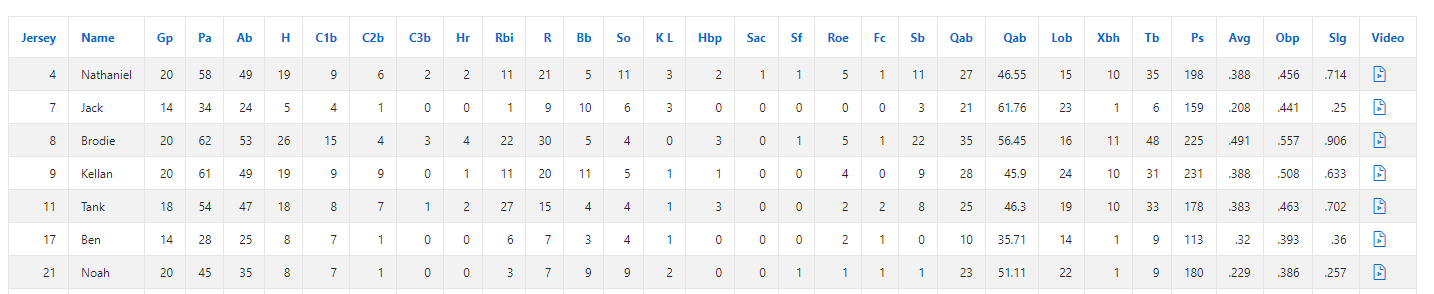 Jersey Name Gp Pa Ab H C1b C2b C3b Hr Rbi R Bb So K L Hbp Sac Sf Roe Fc Sb Qab Qab Lob Xbh Tb Ps Avg Obp Slg Video
4 Nathaniel 20 58 49 19 9 6 2 2 11 21 5 11 3 2 1 1 5 1 11 27 46.55 15 10 35 198 .388 .456 .714
7 Jack 14 34 24 5 4 1 0 0 1 9 10 6 3 0 0 0 0 0 3 21 61.76 23 1 6 159 .208 .441 .25
8 Brodie 20 62 53 26 15 4 3 4 22 30 5 4 0 3 0 1 5 1 22 35 56.45 16 11 48 225 .491 .557 .906
9 Kellan 20 61 49 19 9 9 0 1 11 20 11 5 1 1 0 0 4 0 9 28 45.9 24 10 31 231 .388 .508 .633
11 Tank 18 54 47 18 8 7 1 2 27 15 4 4 1 3 0 0 2 2 8 25 46.3 19 10 33 178 .383 .463 .702
17 Ben 14 28 25 8 7 1 0 0 6 7 3 4 1 0 0 0 2 1 0 10 35.71 14 1 9 113 .32 .393 .36
21 Noah 20 45 35 8 7 1 0 0 3 7 9 9 2 0 0 1 1 1 1 23 51.11 22 1 9 180 .229 .386 .257